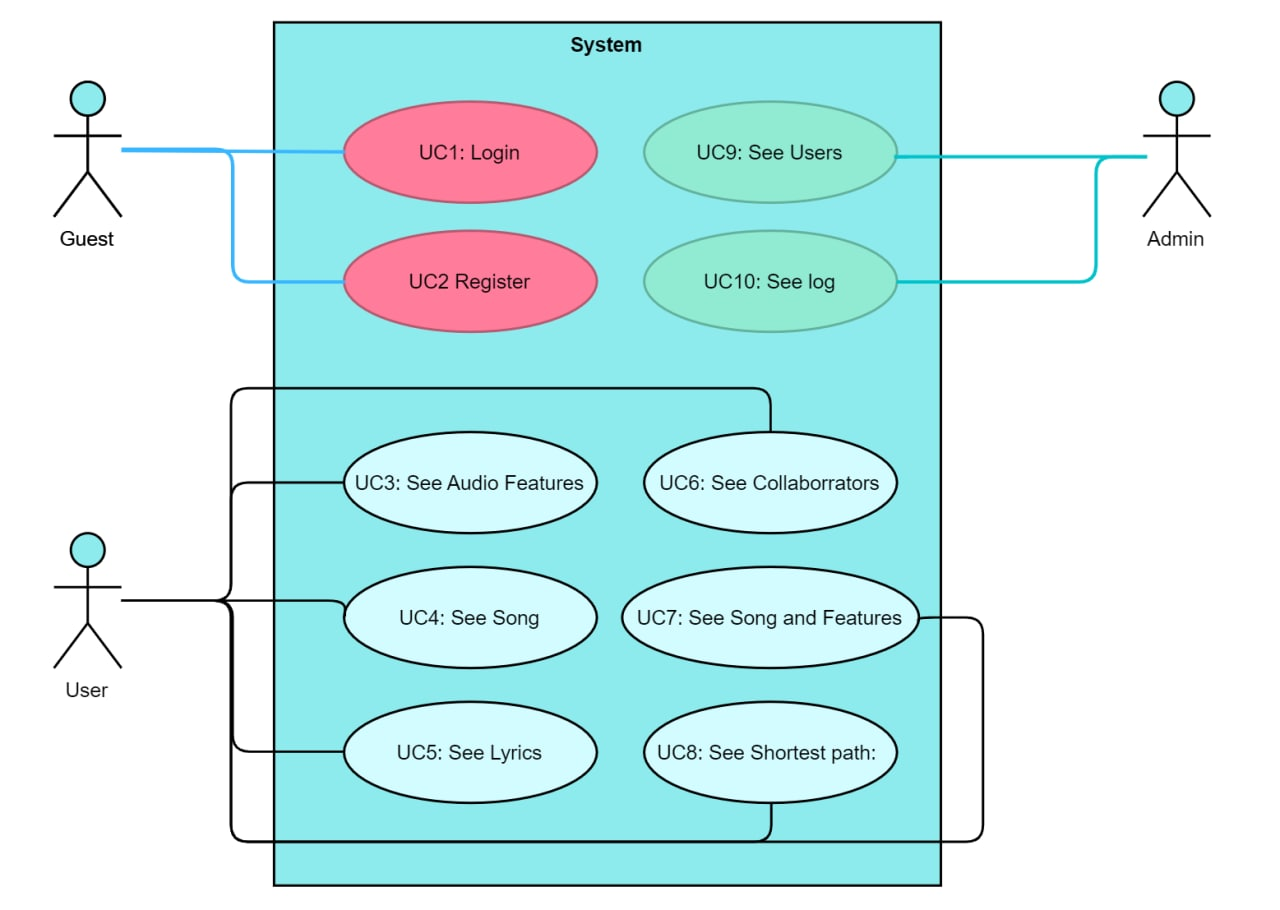 System
UC1: Login
UC9: See Users
Guest
Admin
UC2 Register
UC10: See log
UC3: See Audio Features
UC6: See Collaborrators
UC4: See Song
UC7: See Song and Features
User
UC5: See Lyrics
UC8: See Shortest path: